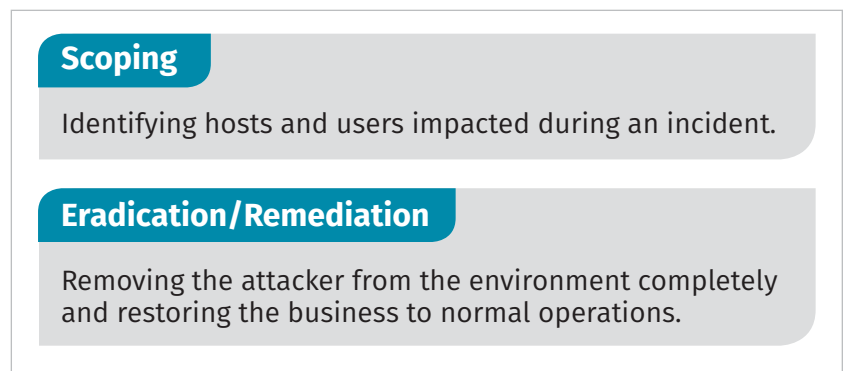 Scoping
Identifying hosts and users impacted during an incident.
Eradication/Remediation
Removing the attacker from the environment completely
and restoring the business to normal operations.